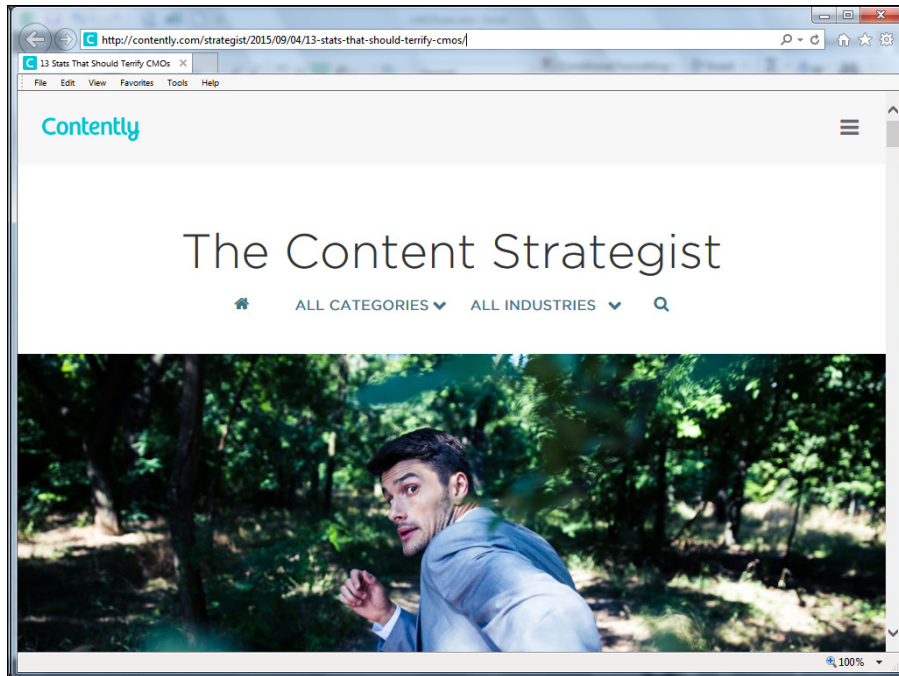 http://contently.com/strategist/2015/09/04/13-stats-that-should-terrify-cmos/
13 Stats That Should Terrify CMOs
File Edit View Favorites Tools Help
Contently
The Content Strategist
ALL CATEGORIES ALL INDUSTRIES
100%